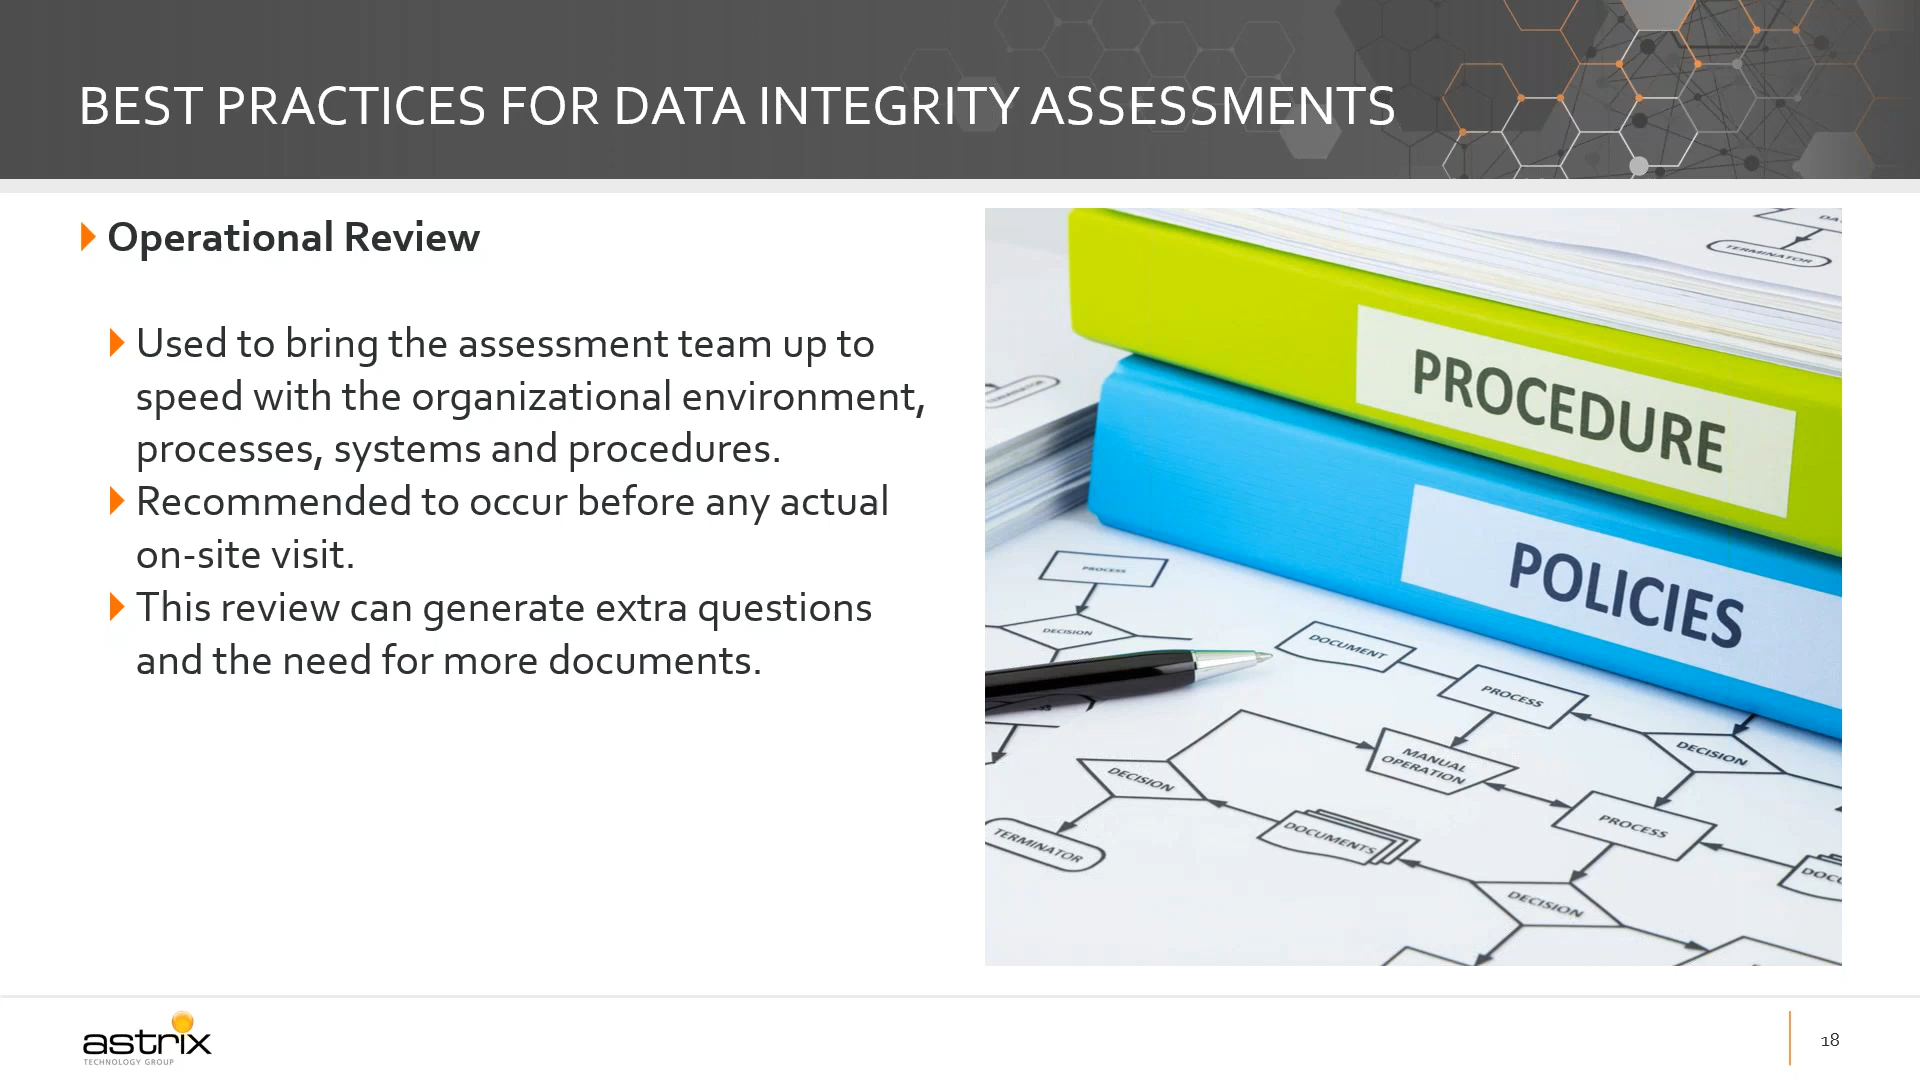 BEST PRACTICES FOR DATA INTEGRITY ASSESSMENTS
Operational Review
Used to bring the assessment team up to
speed with the organizational environment,
processes, systems and procedures.
Recommended to occur before any actual
on-site visit.
This review can generate extra questions
and the need for more documents.
TERMINATOR
PROCEDURE
POLICIES
PROCESS
DECISION
DOCUMENT
PROCESS
DECISION
MANUAL
OPERATION
DECISION
PROCESS
TERMINATOR
DOCUMENTS
DECISION
astrix
TECHNOLOGY GROUP
18